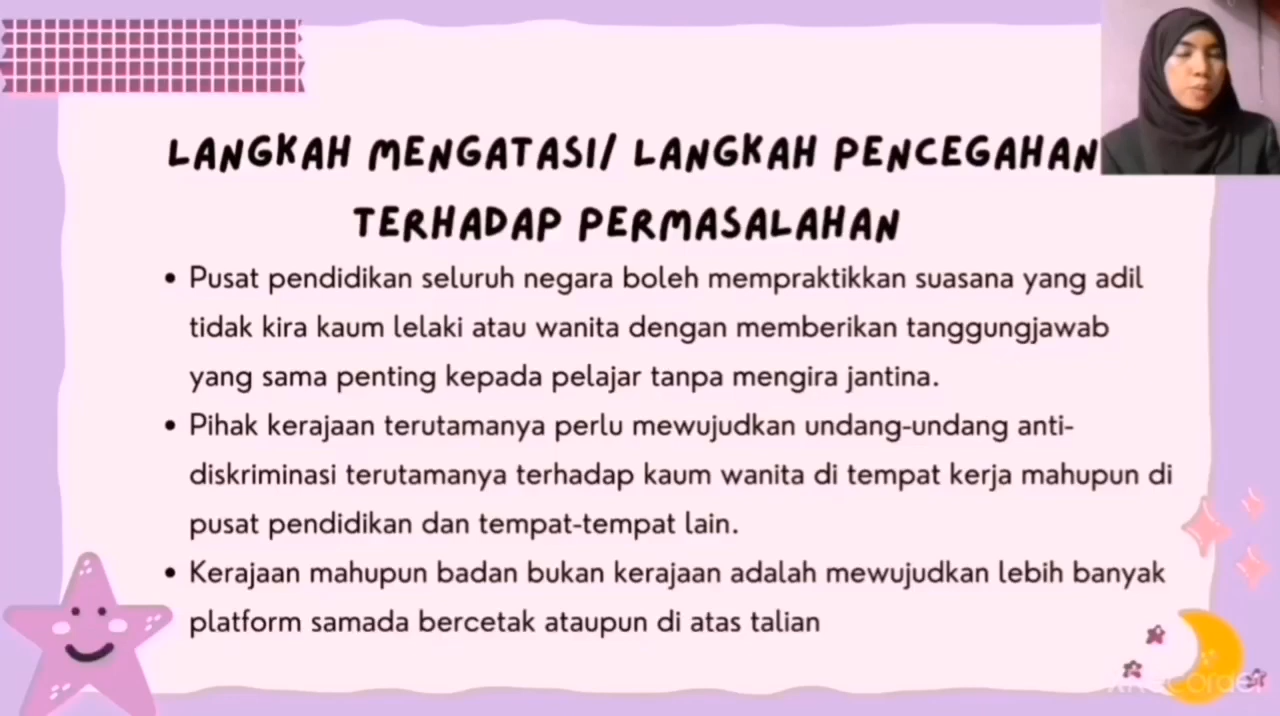 LANGKAH MENGATASI/ LANGKAH PENCEGAHAN
TERHADAP PERMASALAHAN
• Pusat pendidikan seluruh negara boleh mempraktikkan suasana yang adil
tidak kira kaum lelaki atau wanita dengan memberikan tanggungjawab
yang sama penting kepada pelajar tanpa mengira jantina.
• Pihak kerajaan terutamanya perlu mewujudkan undang-undang anti-
diskriminasi terutamanya terhadap kaum wanita di tempat kerja mahupun di
pusat pendidikan dan tempat-tempat lain.
• Kerajaan mahupun badan bukan kerajaan adalah mewujudkan lebih banyak
platform samada bercetak ataupun di atas talian